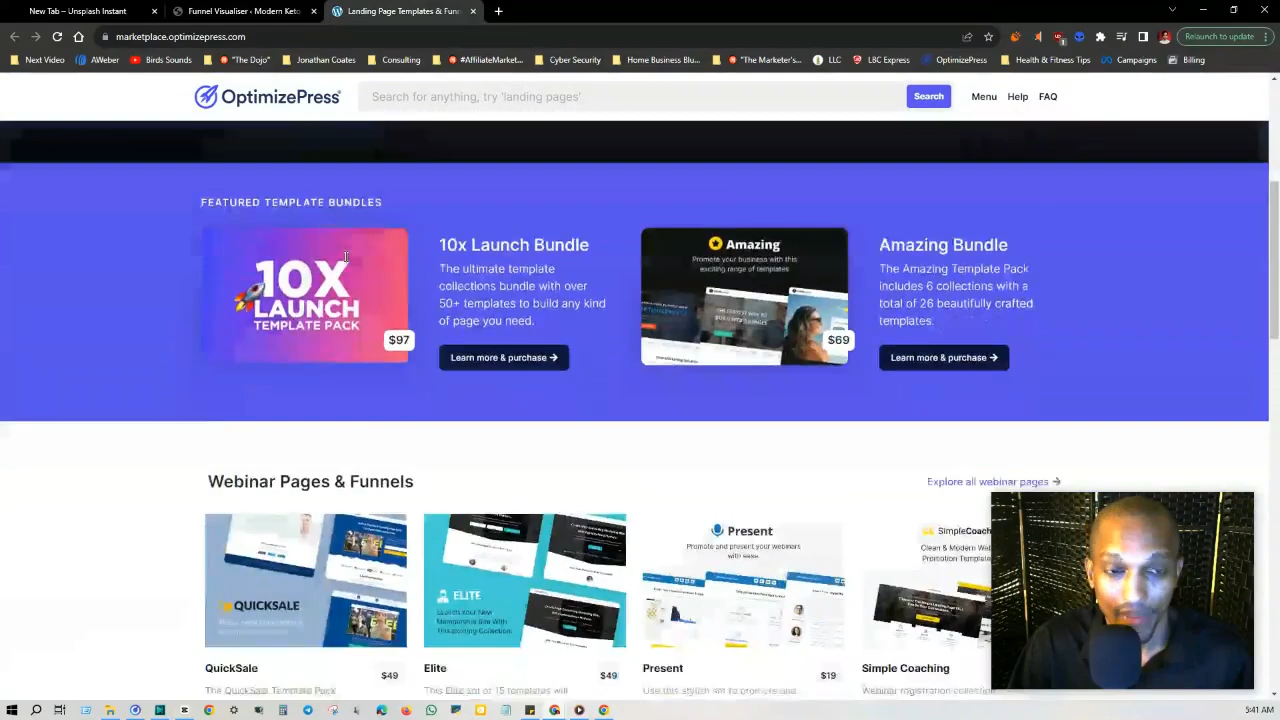 New Tab – Unsplash Instant
Funnel Visualiser ‹ Modern Keto
Landing Page Templates & Funn
marketplace.optimizepress.com
Relaunch to update
Next Video
AWeber
Birds Sounds
"The Dojo"
Jonathan Coates
Consulting
#AffiliateMarket...
Cyber Security
Home Business Blu...
"The Marketer's...
LLC
LBC Express
OptimizePress
Health & Fitness Tips
Campaigns
Billing
OptimizePress
Search for anything, try 'landing pages'
Search
Menu
Help
FAQ
FEATURED TEMPLATE BUNDLES
10X
LAUNCH
TEMPLATE PACK
$97
10x Launch Bundle
The ultimate template
collections bundle with over
50+ templates to build any kind
of page you need.
Learn more & purchase →
Amazing
Promote your business with this
exciting range of templates
$69
Amazing Bundle
The Amazing Template Pack
includes 6 collections with a
total of 26 beautifully crafted
templates.
Learn more & purchase →
Webinar Pages & Funnels
Explore all webinar pages →
QUICKSALE
ELITE
Present
Promote and present your webinars
with ease.
SimpleCoach
Clean & Modern Web
Promotion Template
QuickSale
$49
Elite
$49
Present
$19
Simple Coaching
The QuickSale Template Pack
This Elite set of 15 templates will
Use this stylish set to promote
Webinar registration collection
5:41 AM